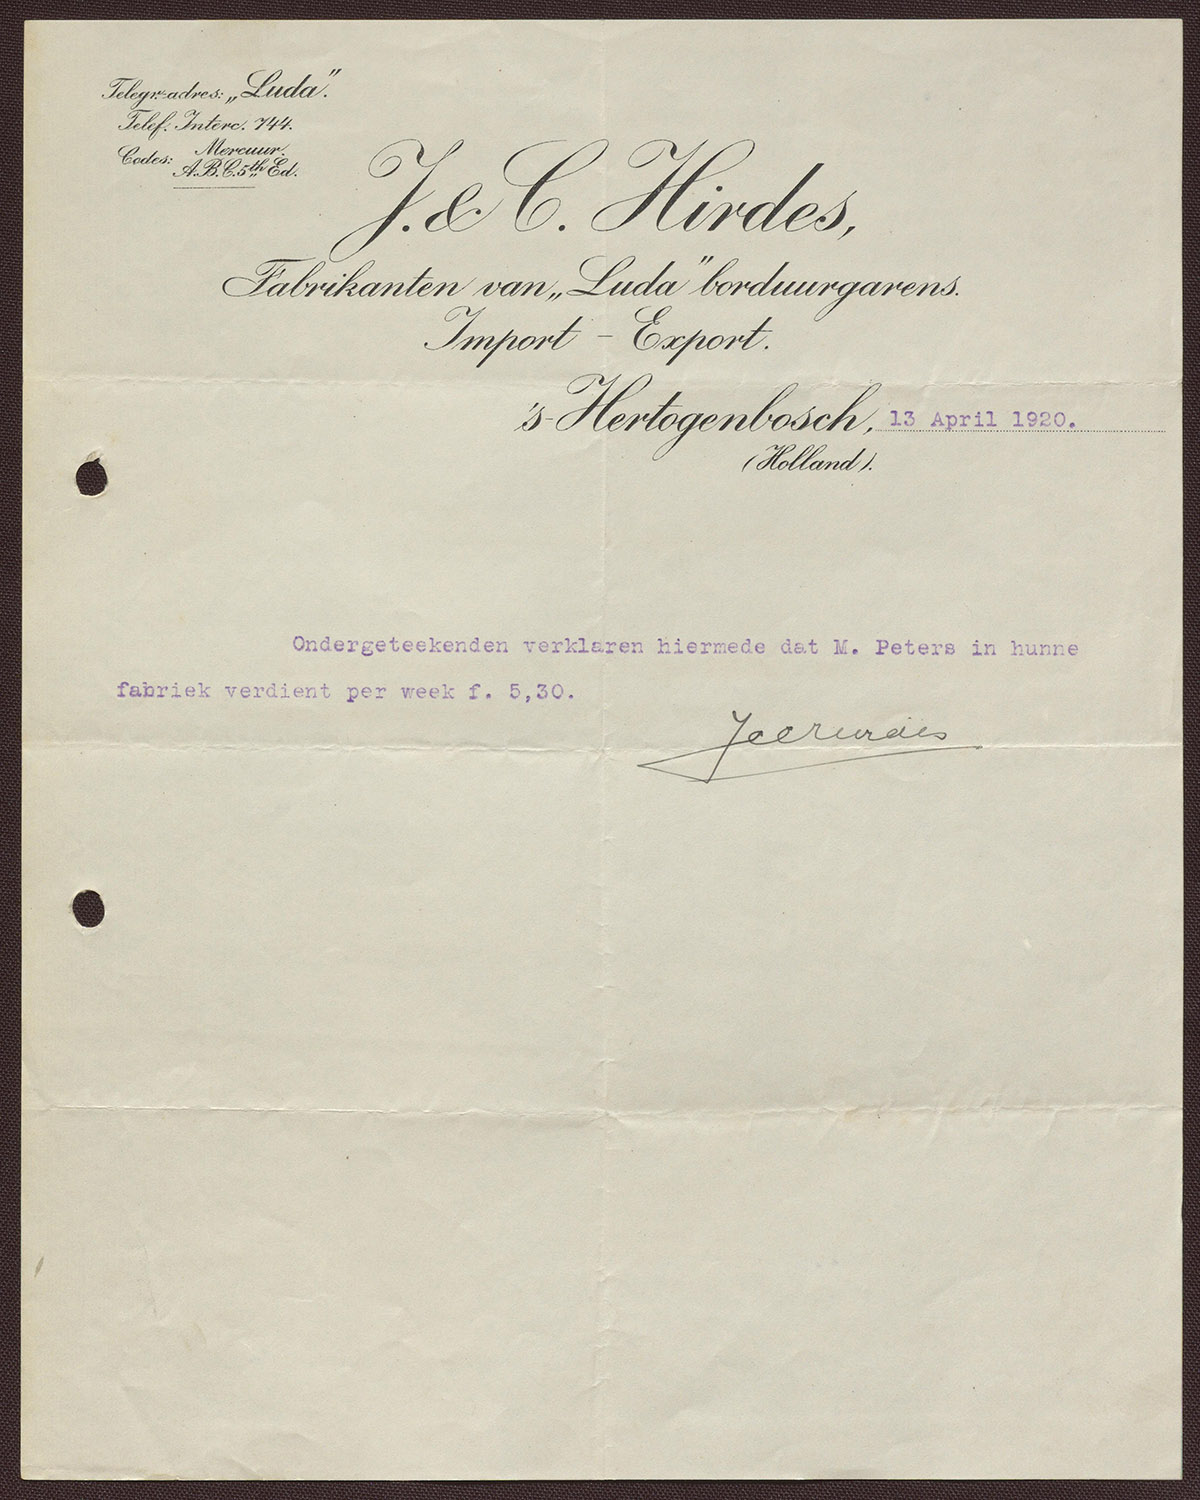 Telegr.-adres: „Luda".
Telef. Interc. 744.
Codes: Mercuur.
A.B.C. 5th Ed.
J. & C. Hirdes,
Fabrikanten van „Luda" borduurgarens.
Import - Export.
's-Hertogenbosch, 13 April 1920.
(Holland).
Ondergeteekenden verklaren hiermede dat M. Peters in hunne
fabriek verdient per week f. 5,30.